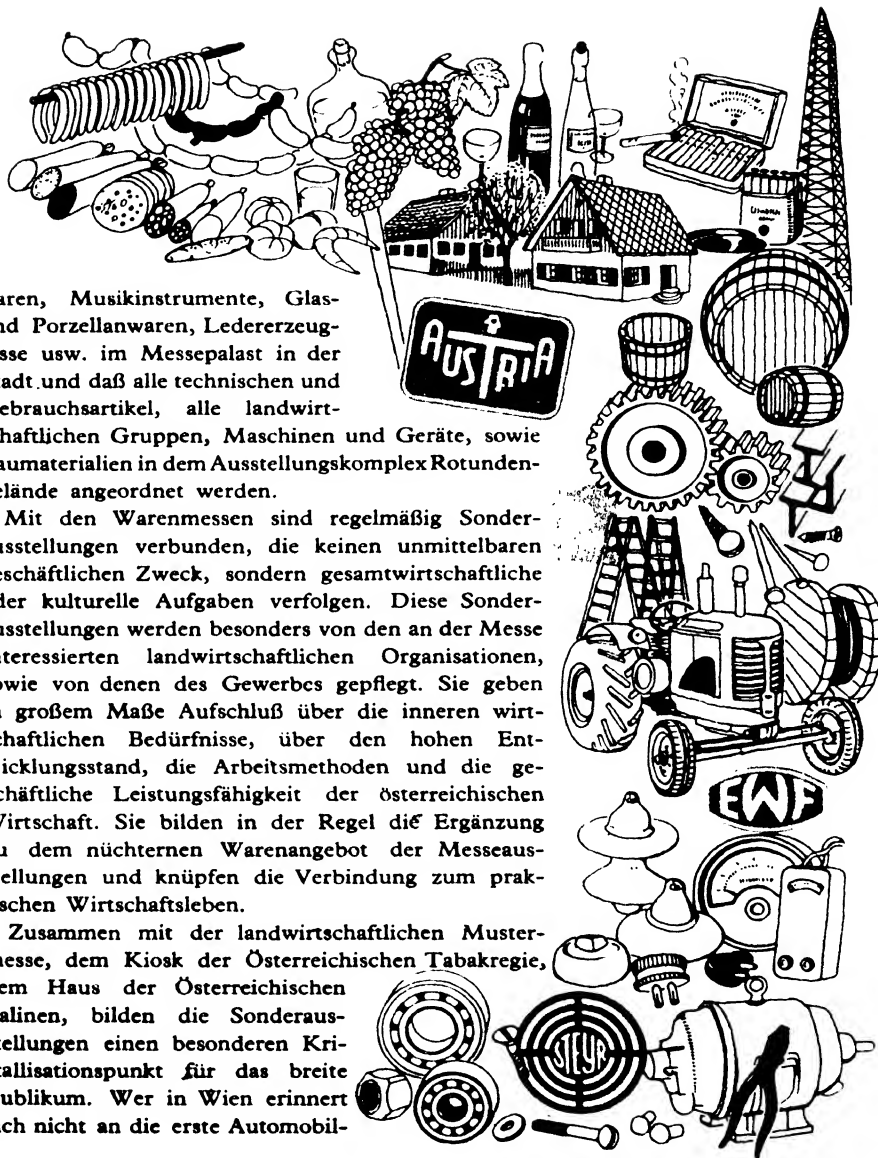 aren, Musikinstrumente, Glas-
nd Porzellanwaren, Ledererzeug-
sse usw. im Messepalast in der
tadt und daß alle technischen und
ebrauchsartikel, alle landwirt-
chaftlichen Gruppen, Maschinen und Geräte, sowie
aumaterialien in dem Ausstellungskomplex Rotunden-
elände angeordnet werden.
Mit den Warenmessen sind regelmäßig Sonder-
usstellungen verbunden, die keinen unmittelbaren
eschäftlichen Zweck, sondern gesamtwirtschaftliche
der kulturelle Aufgaben verfolgen. Diese Sonder-
usstellungen werden besonders von den an der Messe
nteressierten landwirtschaftlichen Organisationen,
owie von denen des Gewerbes gepflegt. Sie geben
n großem Maße Aufschluß über die inneren wirt-
chaftlichen Bedürfnisse, über den hohen Ent-
icklungsstand, die Arbeitsmethoden und die ge-
chäftliche Leistungsfähigkeit der österreichischen
Wirtschaft. Sie bilden in der Regel die Ergänzung
u dem nüchternen Warenangebot der Messeaus-
tellungen und knüpfen die Verbindung zum prak-
ischen Wirtschaftsleben.
Zusammen mit der landwirtschaftlichen Muster-
messe, dem Kiosk der Österreichischen Tabakregie,
em Haus der Österreichischen
alinen, bilden die Sonderaus-
tellungen einen besonderen Kri-
tallisationspunkt für das breite
ublikum. Wer in Wien erinnert
ich nicht an die erste Automobil-
AUSTRIA
EWF
STEYR